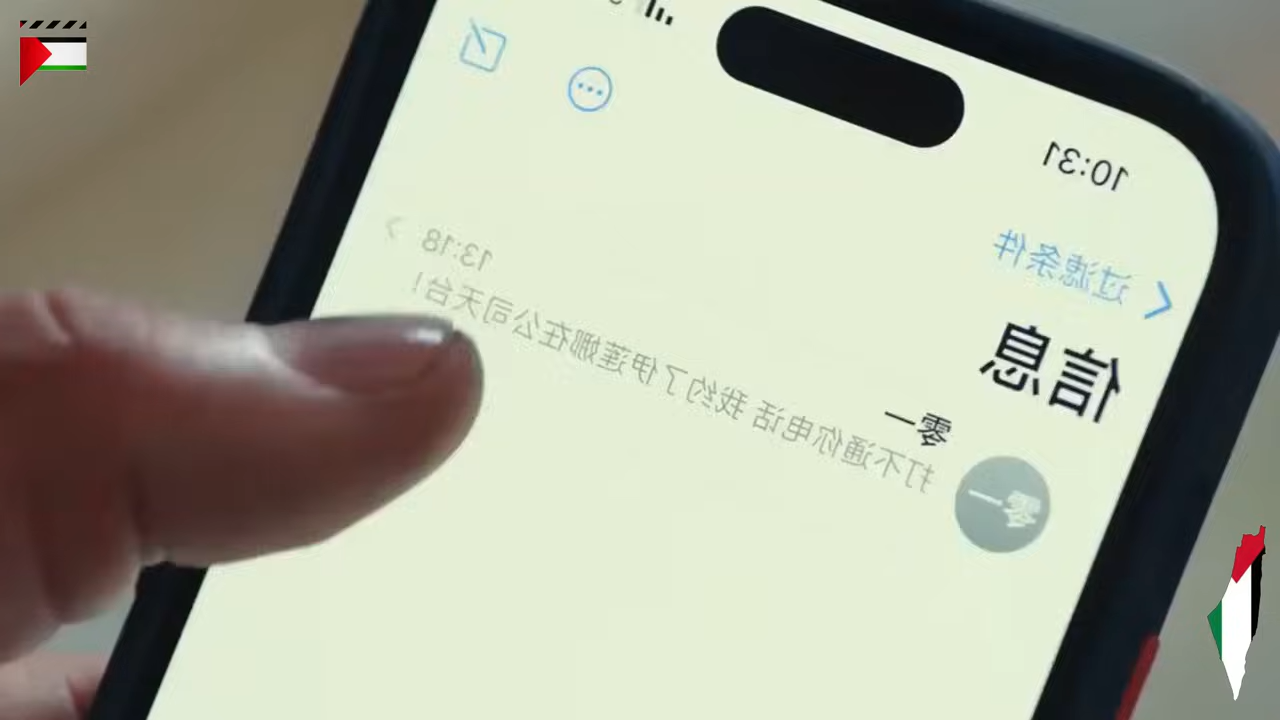 10:31
过滤条件
信息
零一
13:18
打不通你电话 我约了伊莲娜在公司天台!
零一